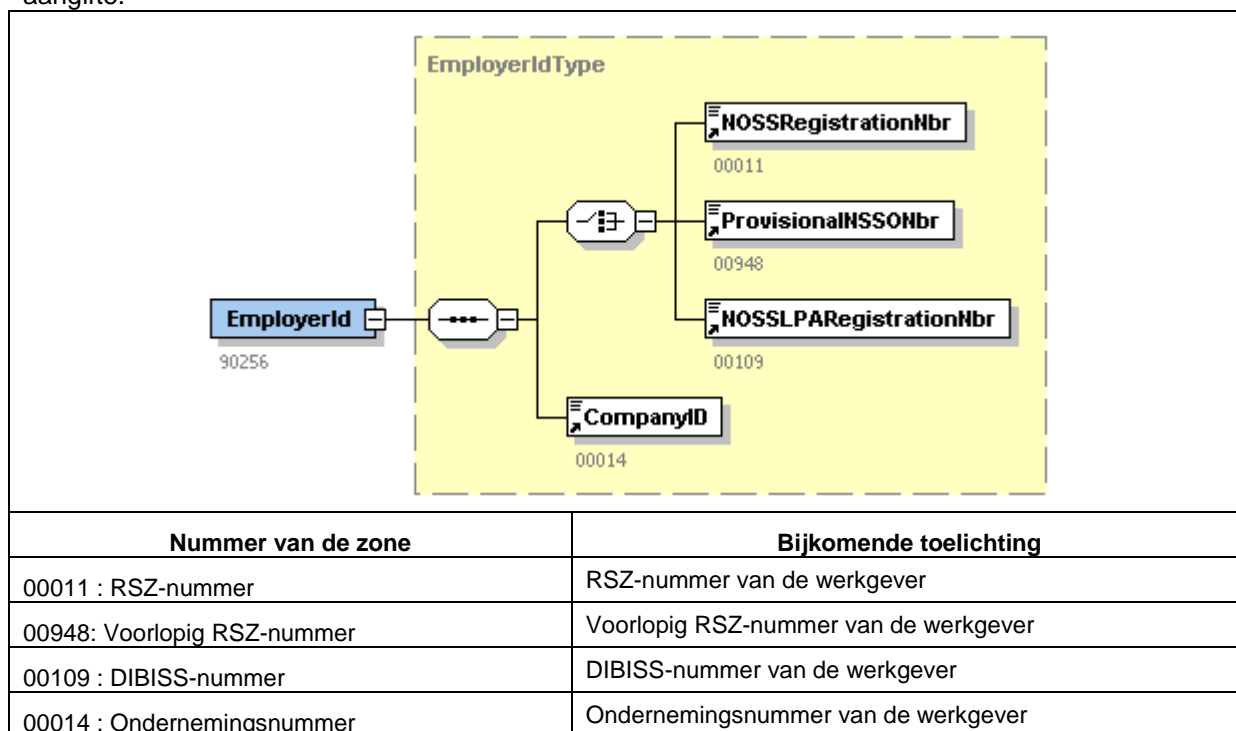 aangifte.
EmployerIdType
NOSSRegistrationNbr
00011
ProvisionalNSSONbr
00948
EmployerId
90256
NOSSLPARegistrationNbr
00109
CompanyID
00014
Nummer van de zone
Bijkomende toelichting
00011 : RSZ-nummer
RSZ-nummer van de werkgever
00948: Voorlopig RSZ-nummer
Voorlopig RSZ-nummer van de werkgever
00109 : DIBISS-nummer
DIBISS-nummer van de werkgever
00014 : Ondernemingsnummer
Ondernemingsnummer van de werkgever